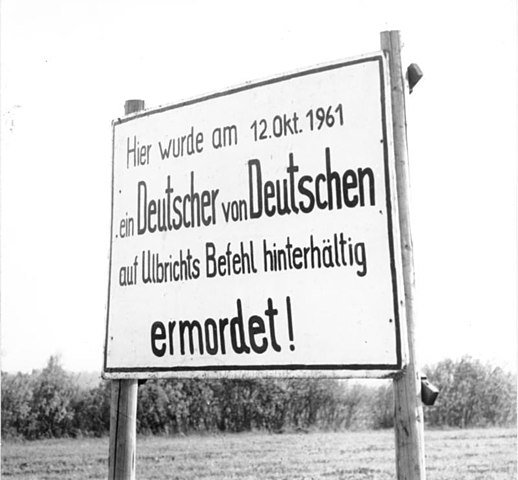 Hier wurde am 12.Okt. 1961
ein Deutscher von Deutschen
auf Ulbrichts Befehl hinterhältig
ermordet!